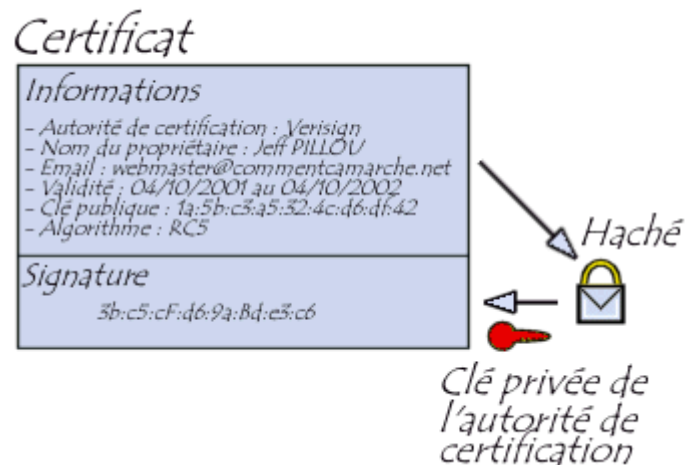 Certificat
Informations
- Autorité de certification : Verisign
- Nom du propriétaire : Jeff PILLOU
- Email : webmaster@commentcamarche.net
- Validité : 04/10/2001 au 04/10/2002
- Clé publique : 1a:5b:c3:a5:32:4c:d6:df:42
- Algorithme : RC5
Haché
Signature
3b:c5:cF:d6:9a:Bd:e3:c6
Clé privée de
l'autorité de
certification